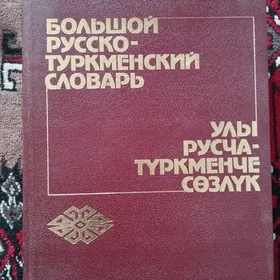 БОЛЬШОЙ
РУССКО-
ТУРКМЕНСКИЙ
СЛОВАРЬ
УЛЫ
РУСЧА-
ТҮРКМЕНЧЕ
СӨЗЛҮК